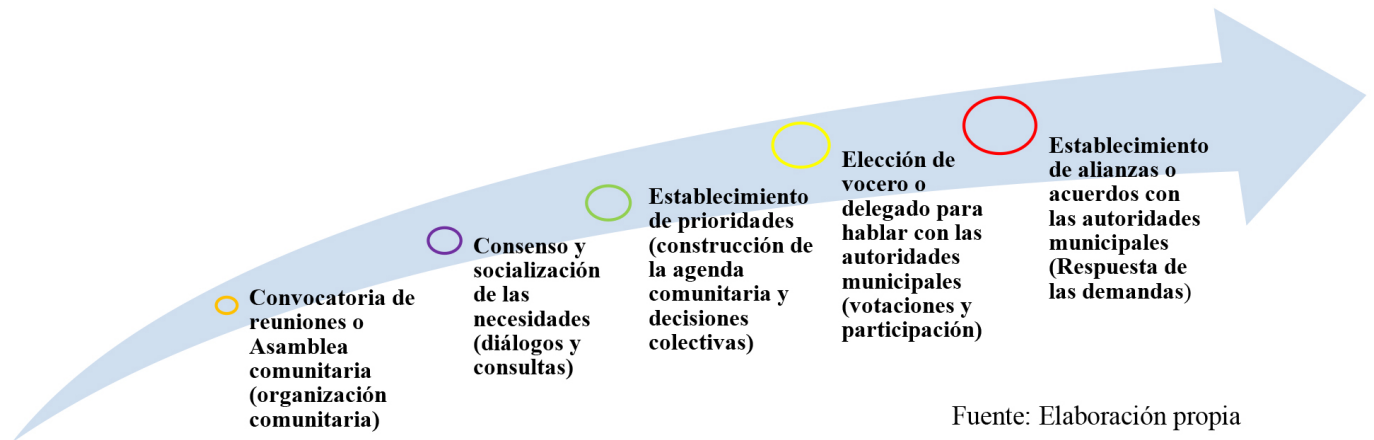 Convocatoria de
reuniones o
Asamblea
comunitaria
(organización
comunitaria)
Consenso y
socialización
de las
necesidades
(diálogos y
consultas)
Establecimiento
de prioridades
(construcción de
la agenda
comunitaria y
decisiones
colectivas)
Elección de
vocero o
delegado para
hablar con las
autoridades
municipales
(votaciones y
participación)
Establecimiento
de alianzas o
acuerdos con
las autoridades
municipales
(Respuesta de
las demandas)
Fuente: Elaboración propia